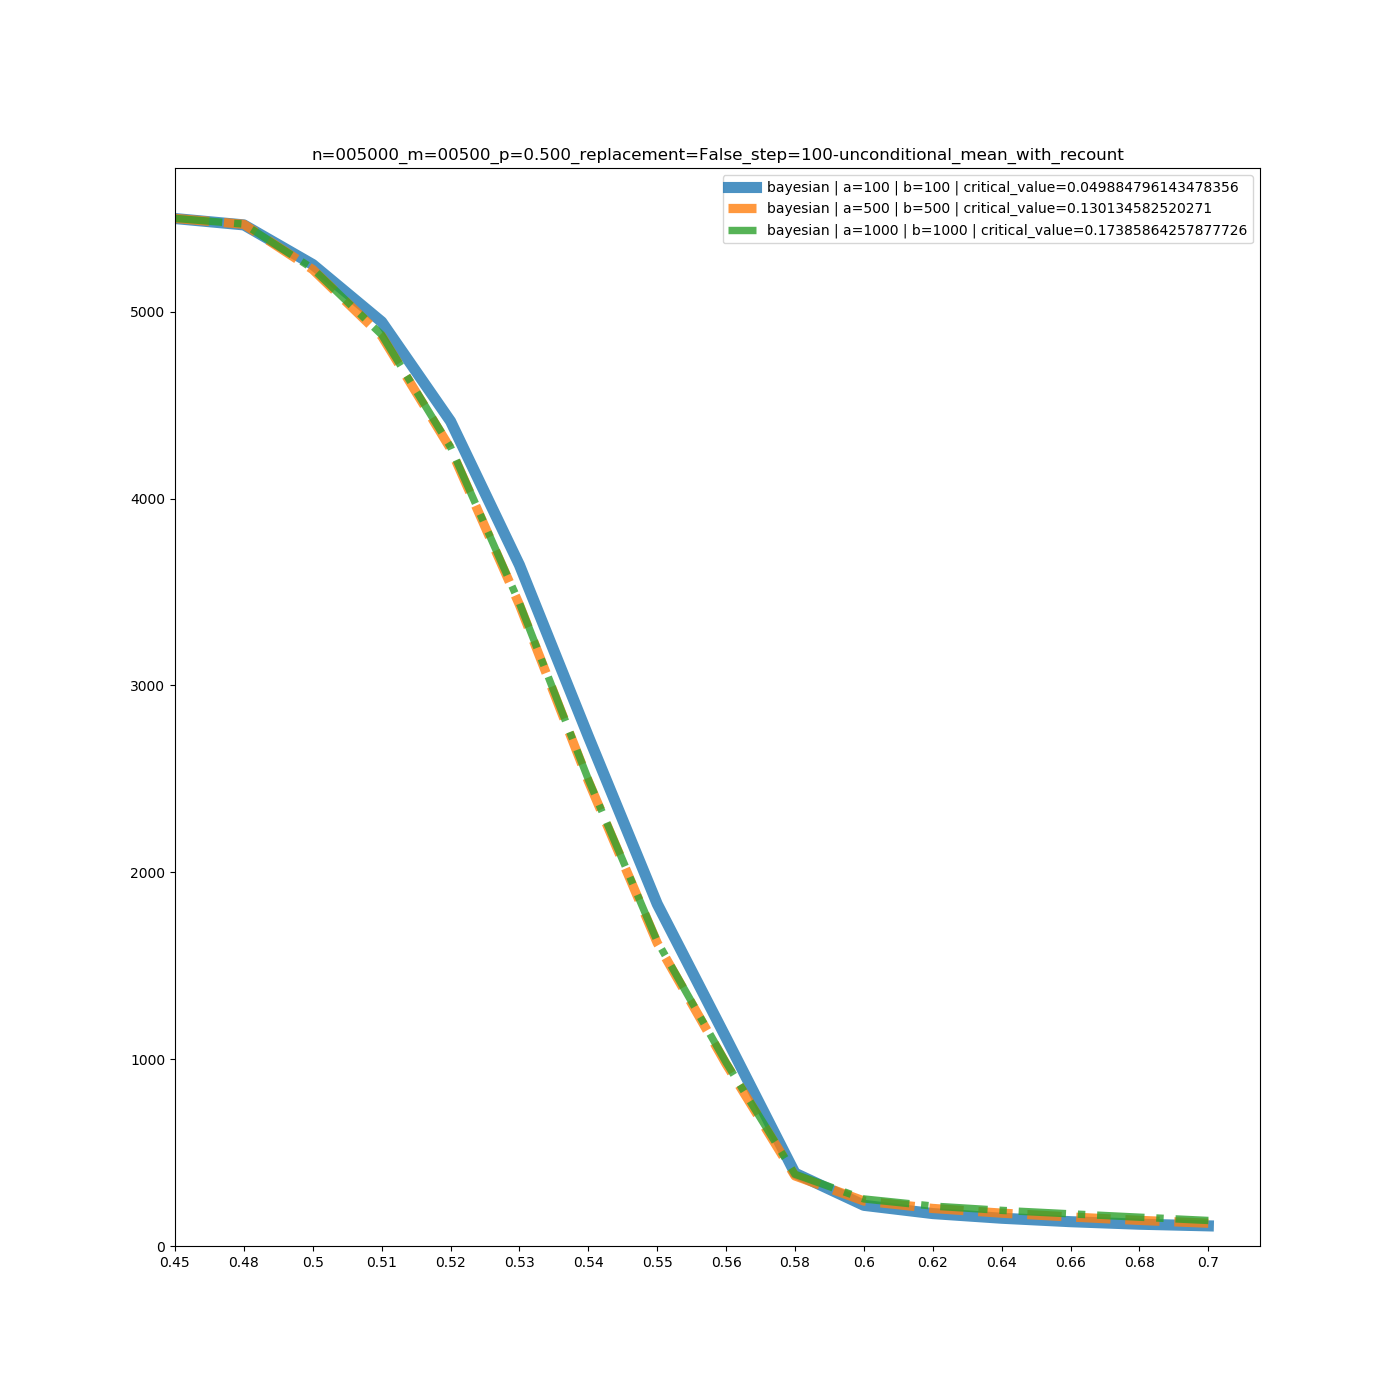 n=005000_m=00500_p=0.500_replacement=False_step=100-unconditional_mean_with_recount
bayesian | a=100 | b=100 | critical_value=0.049884796143478356
bayesian | a=500 | b=500 | critical_value=0.130134582520271
bayesian | a=1000 | b=1000 | critical_value=0.17385864257877726
5000
4000
3000
2000
1000
0
0.45 0.48 0.5 0.51 0.52 0.53 0.54 0.55 0.56 0.58 0.6 0.62 0.64 0.66 0.68 0.7